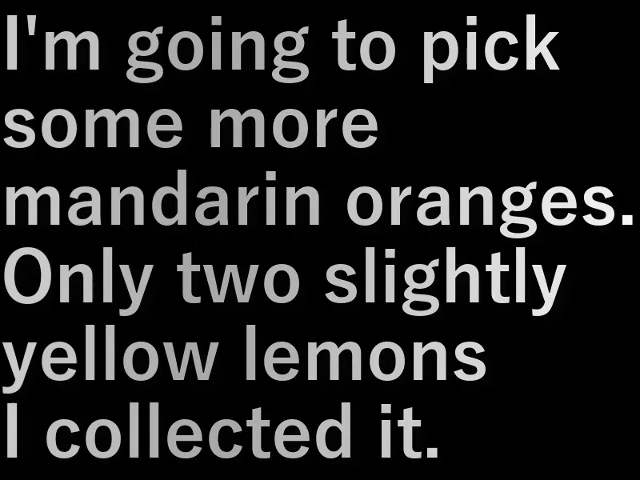 I'm going to pick
some more
mandarin oranges.
Only two slightly
yellow lemons
I collected it.